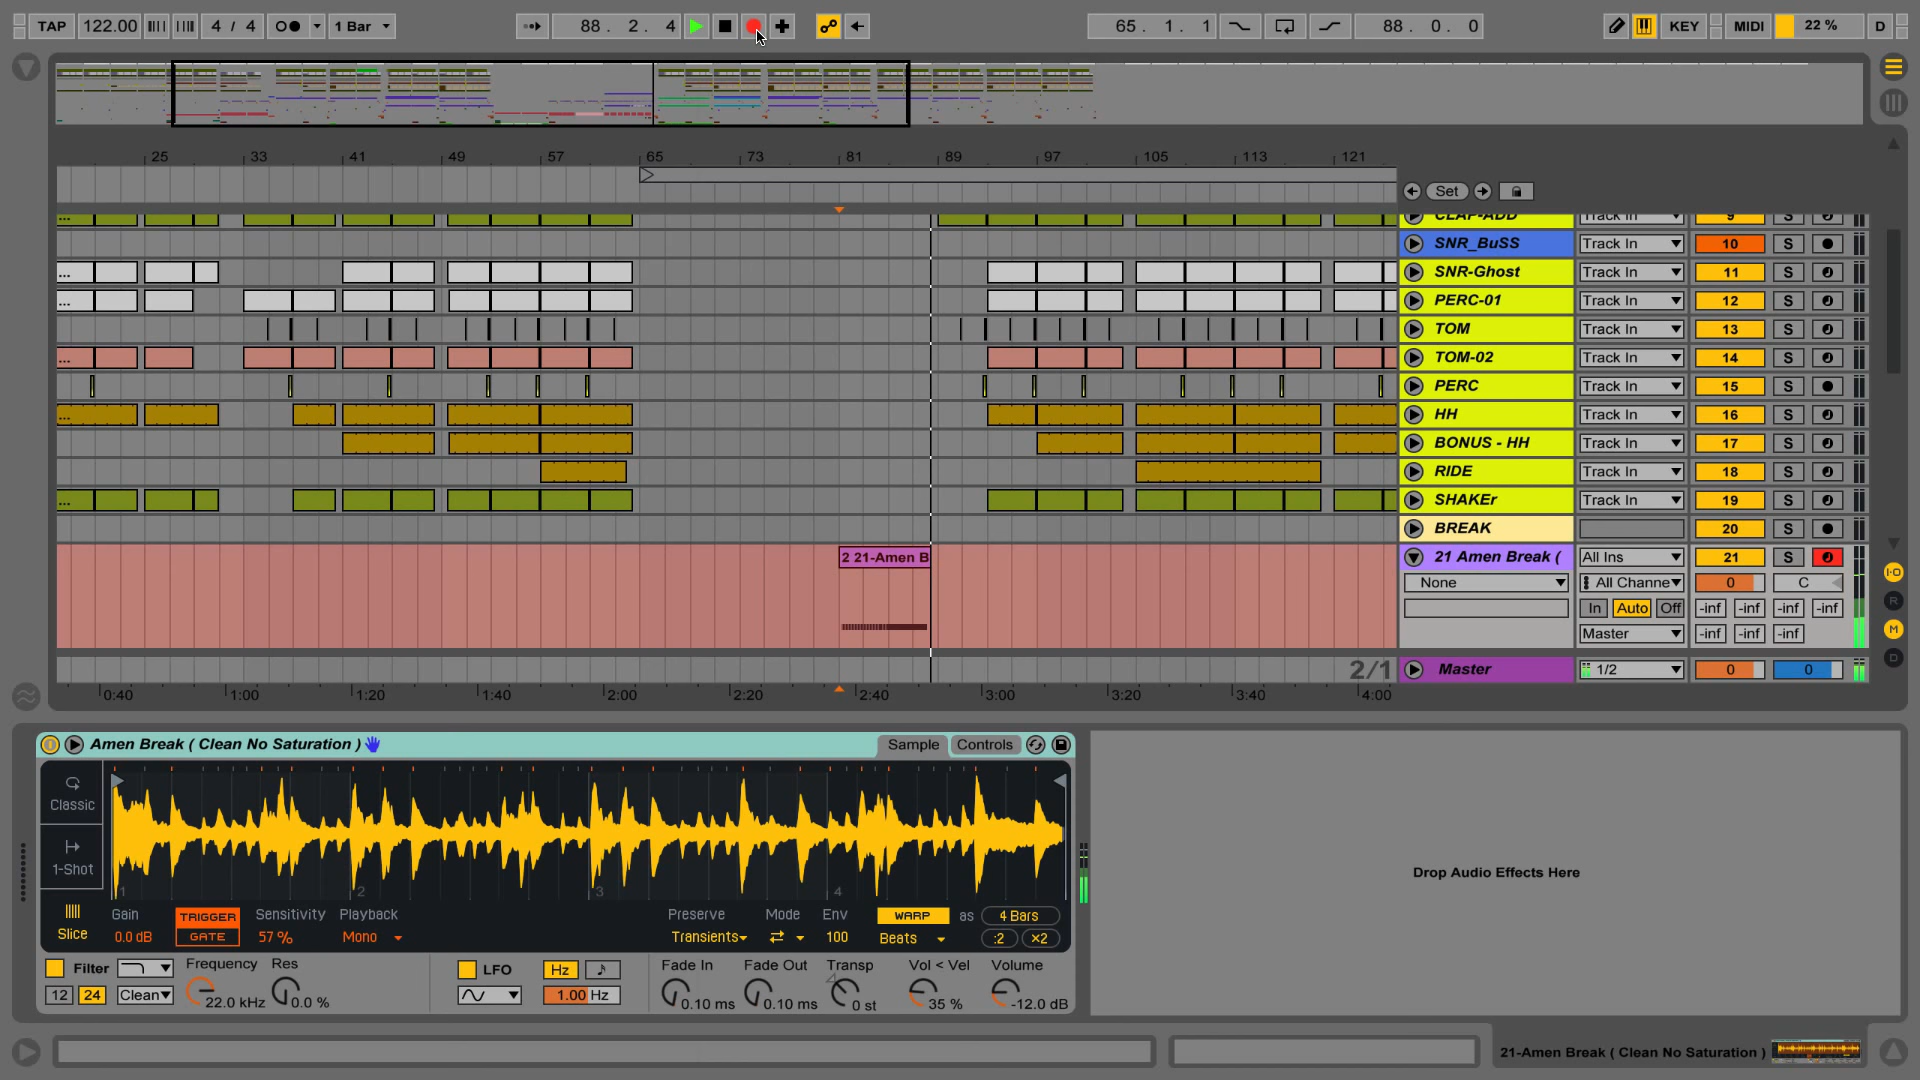 TAP 122.00 4 / 4 1 Bar 88. 2. 4 65. 1. 1 88. 0. 0 KEY MIDI 22 % D
25 33 41 49 57 65 73 81 89 97 105 113 121
Set
CLAP-ADD Track In 9 S
SNR_BuSS Track In 10 S
SNR-Ghost Track In 11 S
PERC-01 Track In 12 S
TOM Track In 13 S
TOM-02 Track In 14 S
PERC Track In 15 S
HH Track In 16 S
BONUS - HH Track In 17 S
RIDE Track In 18 S
SHAKEr Track In 19 S
BREAK 20 S
2 21-Amen B 21 Amen Break ( All Ins 21 S
None All Channe 0 C
In Auto Off -inf -inf -inf -inf
Master -inf -inf -inf
I·O
R
M
D
2/1 Master 1/2 0 0
0:40 1:00 1:20 1:40 2:00 2:20 2:40 3:00 3:20 3:40 4:00
Amen Break ( Clean No Saturation ) Sample Controls
Classic
1-Shot
Slice
1 2 3 4
Gain TRIGGER Sensitivity Playback Preserve Mode Env WARP as 4 Bars
0.0 dB GATE 57 % Mono Transients 100 Beats :2 ×2
Filter Frequency Res LFO Hz Fade In Fade Out Transp Vol < Vel Volume
12 24 Clean 22.0 kHz 0.0 % 1.00 Hz 0.10 ms 0.10 ms 0 st 35 % -12.0 dB
Drop Audio Effects Here
21-Amen Break ( Clean No Saturation )